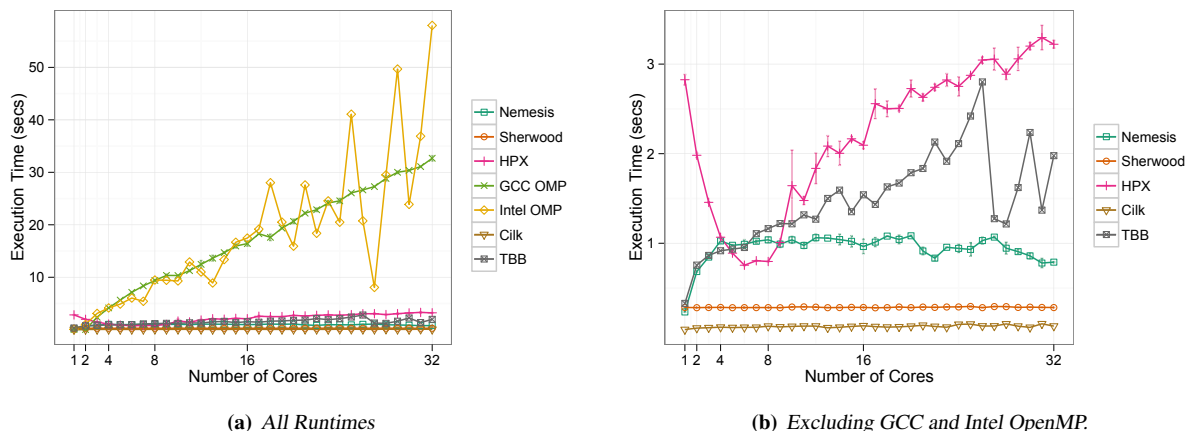 Execution Time (secs)
50
40
30
20
10
1 2 4 8 16 32
Number of Cores
Nemesis
Sherwood
HPX
GCC OMP
Intel OMP
Cilk
TBB
(a) All Runtimes
Execution Time (secs)
3
2
1
1 2 4 8 16 32
Number of Cores
Nemesis
Sherwood
HPX
Cilk
TBB
(b) Excluding GCC and Intel OpenMP.